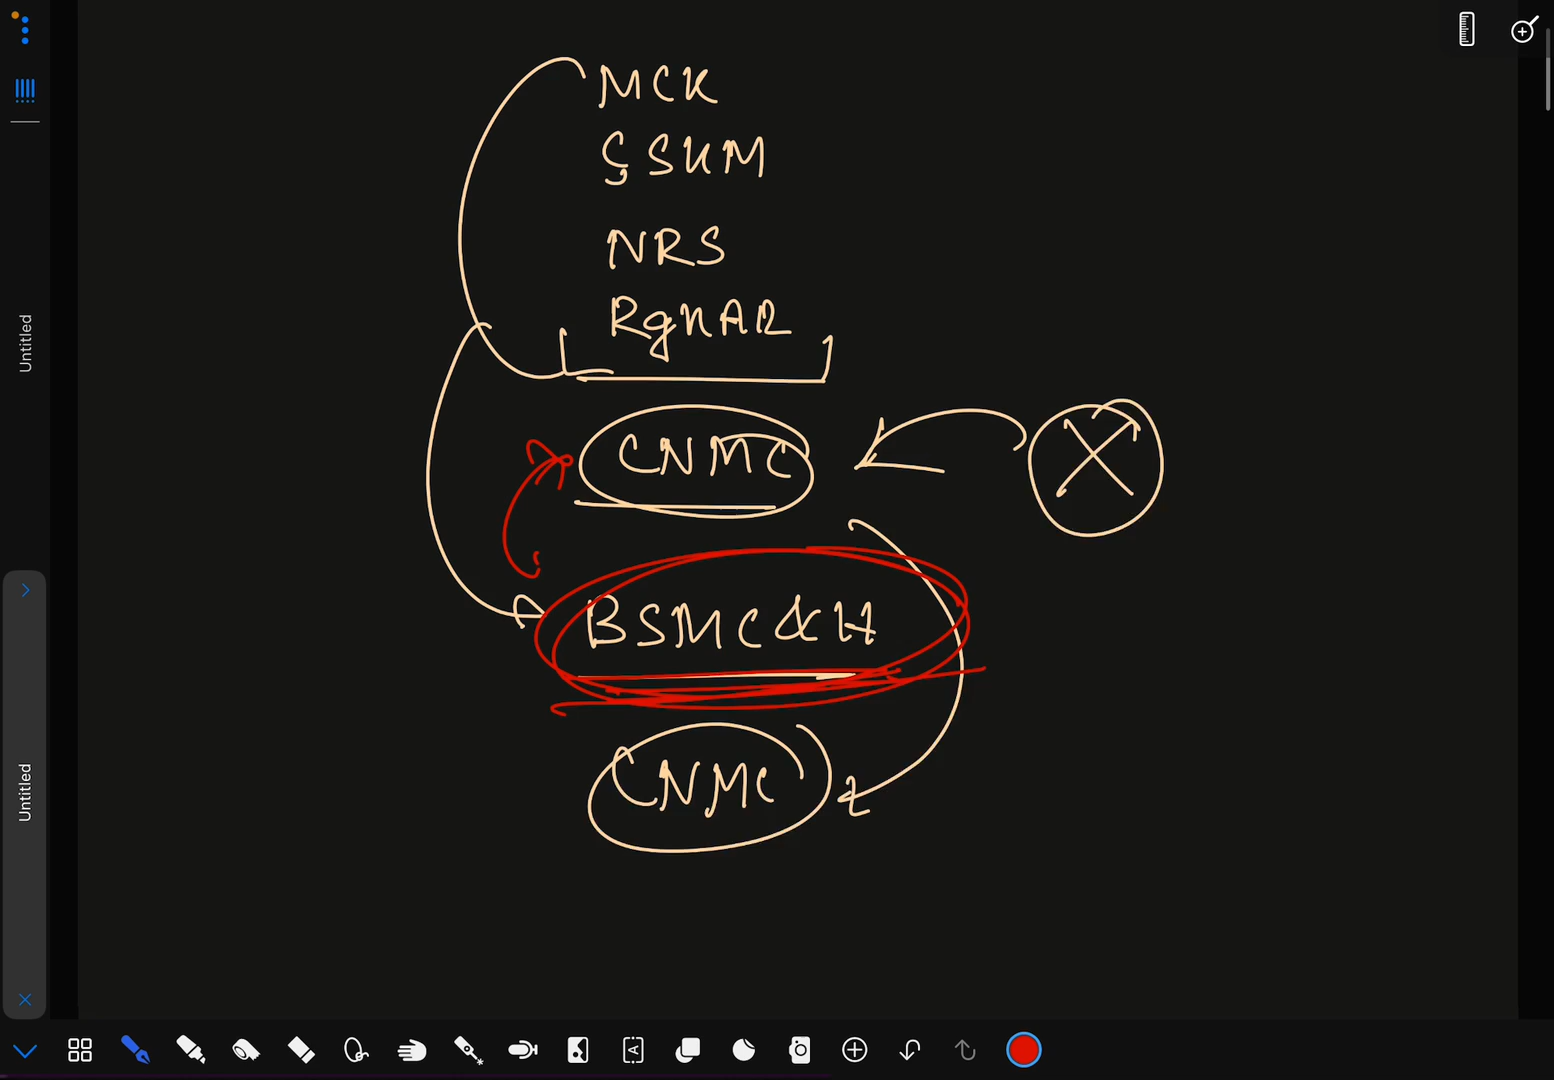 MCK
SSKM
NRS
RgKAR
CNMC
BSMC&H
CNMC
Untitled
Untitled